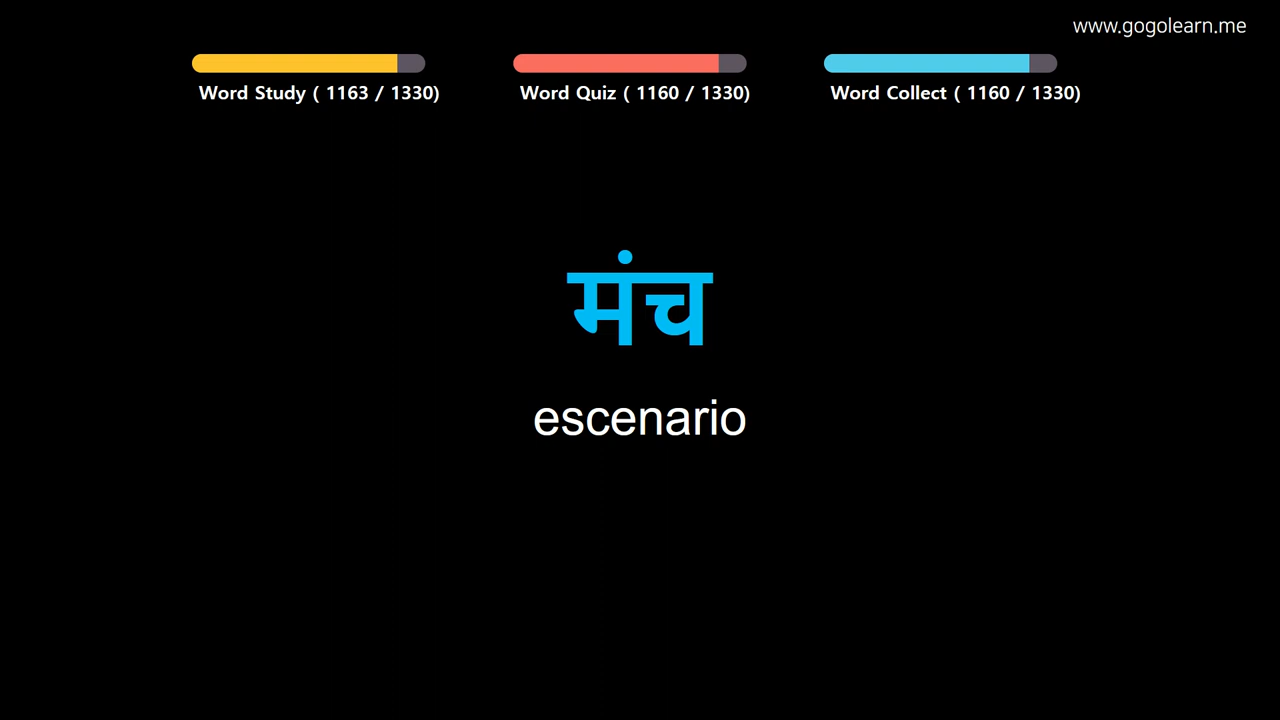 www.gogolearn.me
Word Study ( 1163 / 1330)
Word Quiz ( 1160 / 1330)
Word Collect ( 1160 / 1330)
मंच
escenario